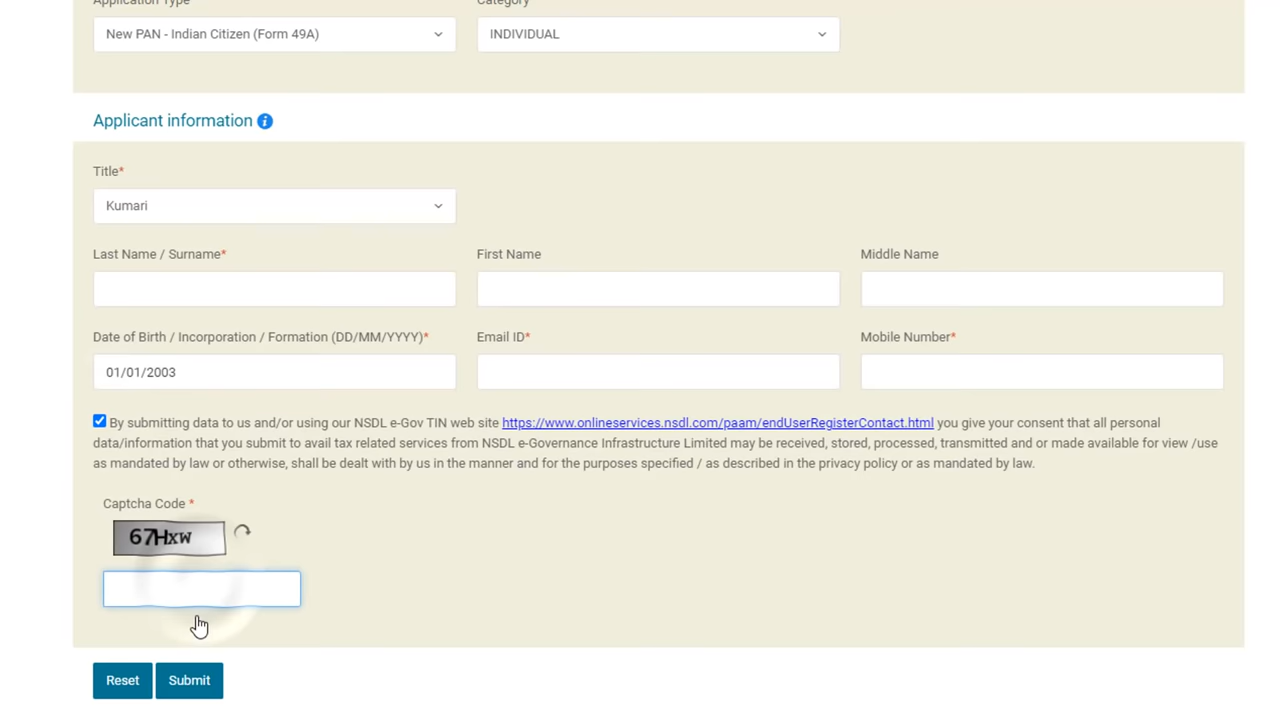 Application Type Category
New PAN - Indian Citizen (Form 49A) INDIVIDUAL
Applicant information
Title*
Kumari
Last Name / Surname* First Name Middle Name
Date of Birth / Incorporation / Formation (DD/MM/YYYY)* Email ID* Mobile Number*
01/01/2003
By submitting data to us and/or using our NSDL e-Gov TIN web site https://www.onlineservices.nsdl.com/paam/endUserRegisterContact.html you give your consent that all personal
data/information that you submit to avail tax related services from NSDL e-Governance Infrastructure Limited may be received, stored, processed, transmitted and or made available for view /use
as mandated by law or otherwise, shall be dealt with by us in the manner and for the purposes specified / as described in the privacy policy or as mandated by law.
Captcha Code *
67Hxw
Reset Submit